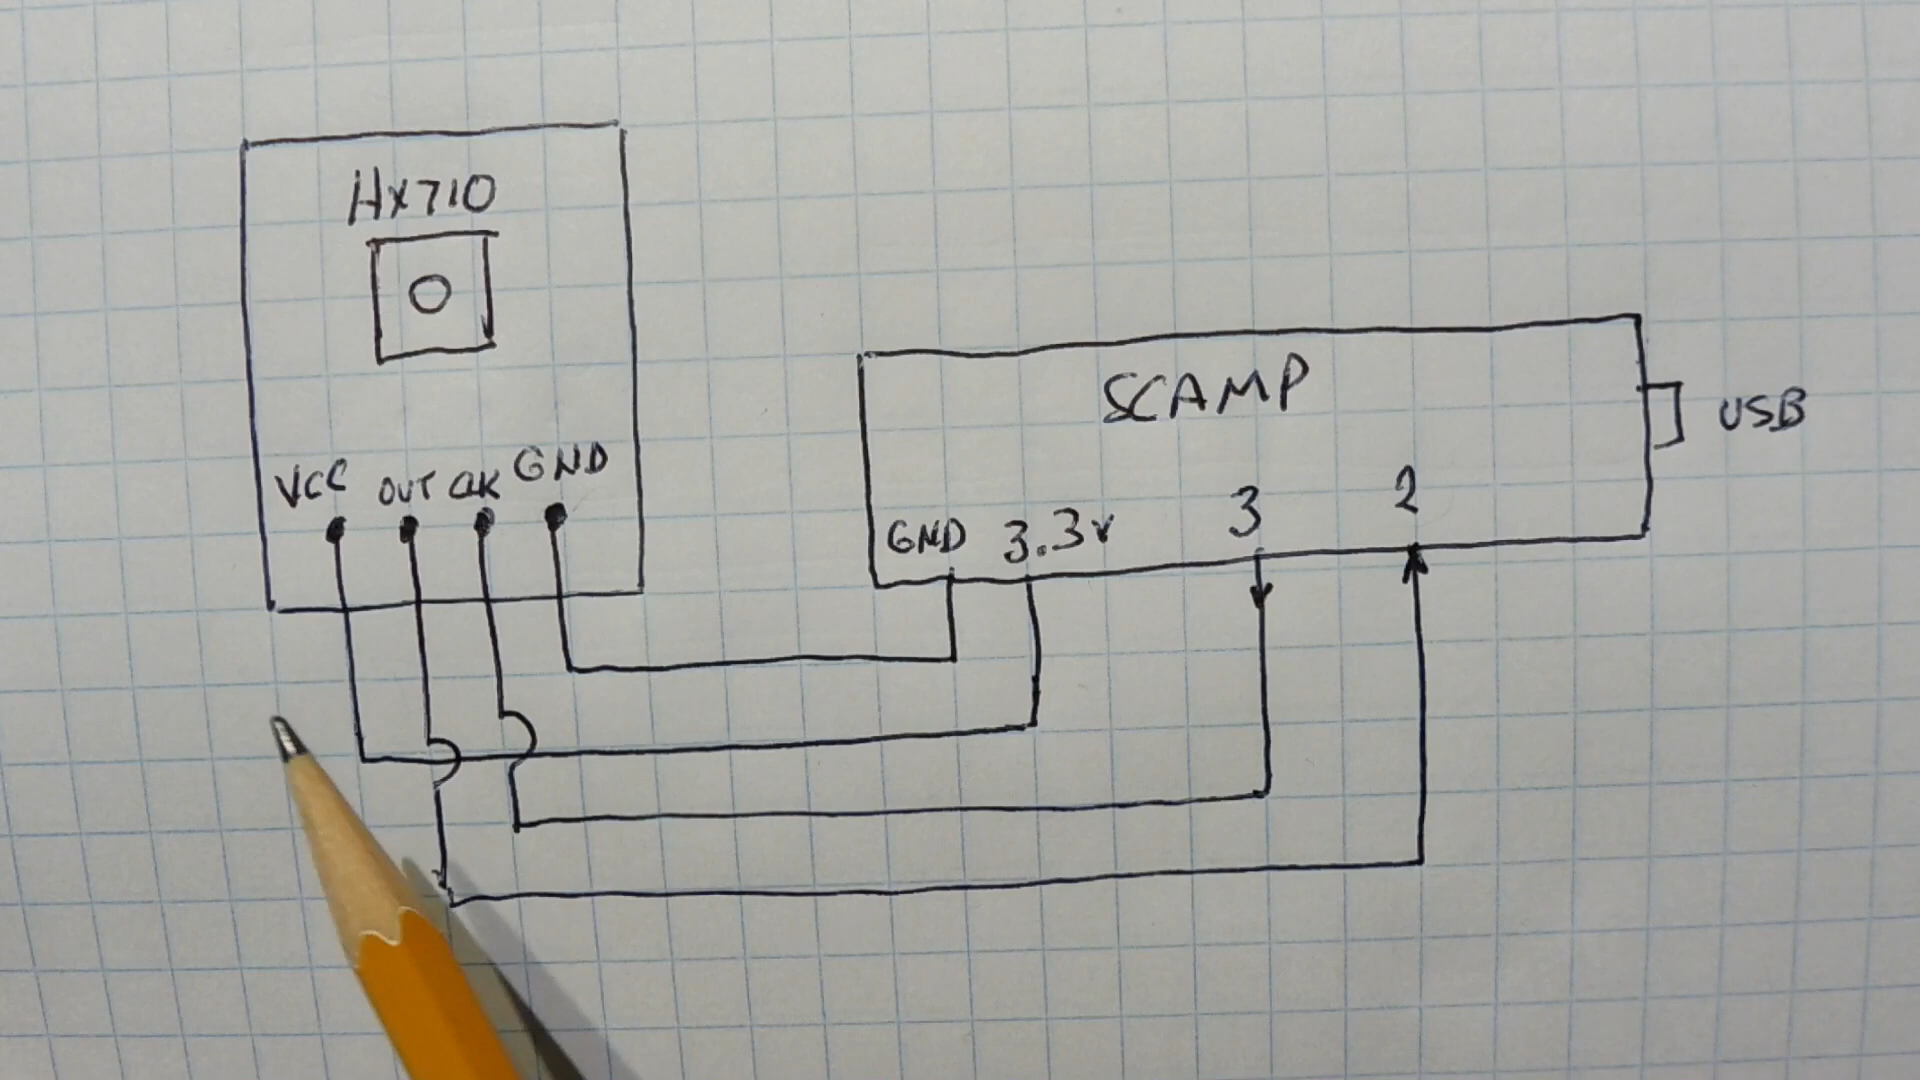 HX710
VCC OUT CLK GND
SCAMP
USB
GND 3.3V 3 2